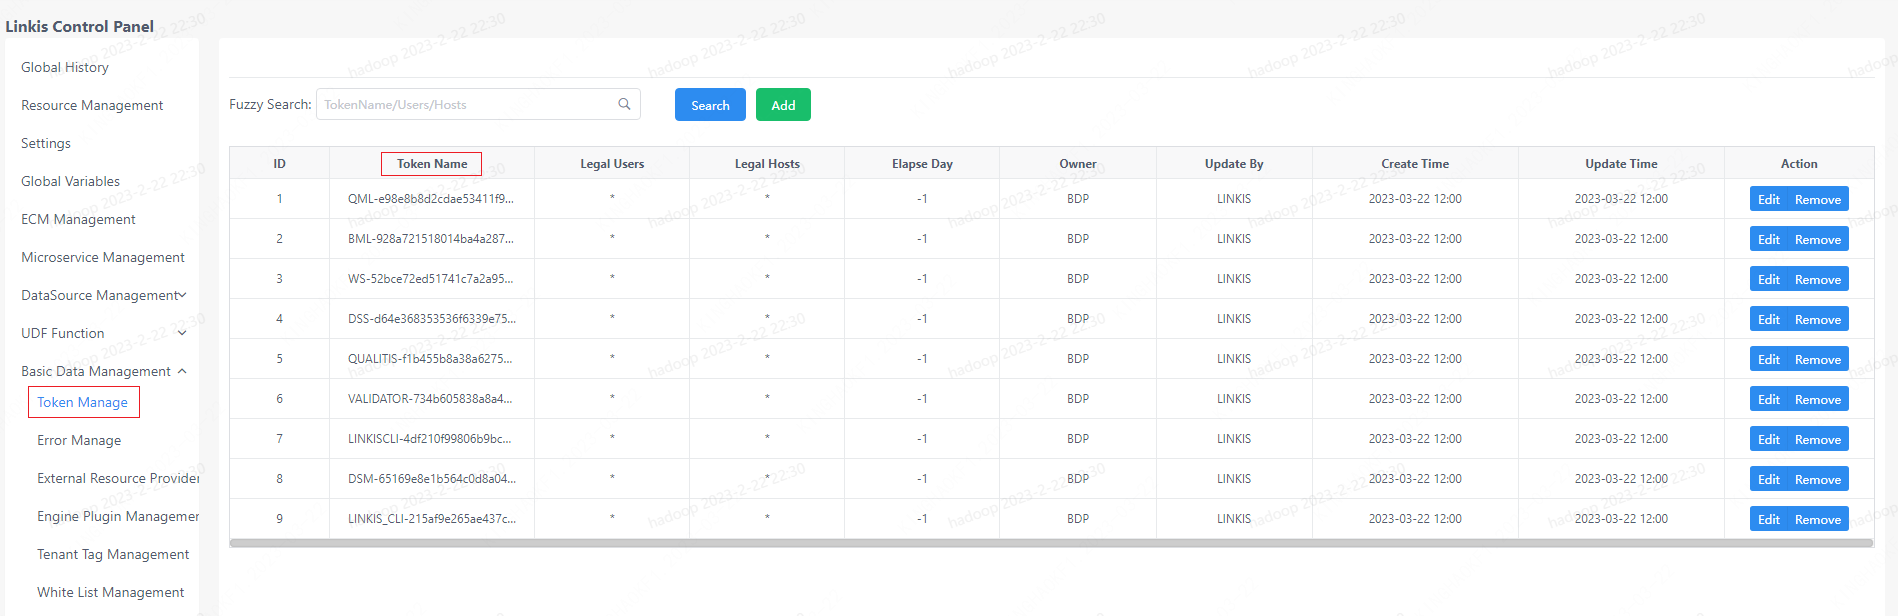 Linkis Control Panel
Global History
Resource Management
Settings
Global Variables
ECM Management
Microservice Management
DataSource Management
UDF Function
Basic Data Management
Token Manage
Error Manage
External Resource Provider
Engine Plugin Managemen
Tenant Tag Management
White List Management
Fuzzy Search: TokenName/Users/Hosts Search Add
ID Token Name Legal Users Legal Hosts Elapse Day Owner Update By Create Time Update Time Action
1 QML-e98e8b8d2cdae53411f9... * * -1 BDP LINKIS 2023-03-22 12:00 2023-03-22 12:00 Edit Remove
2 BML-928a721518014ba4a287... * * -1 BDP LINKIS 2023-03-22 12:00 2023-03-22 12:00 Edit Remove
3 WS-52bce72ed51741c7a2a95... * * -1 BDP LINKIS 2023-03-22 12:00 2023-03-22 12:00 Edit Remove
4 DSS-d64e368353536f6339e75... * * -1 BDP LINKIS 2023-03-22 12:00 2023-03-22 12:00 Edit Remove
5 QUALITIS-f1b455b8a38a6275... * * -1 BDP LINKIS 2023-03-22 12:00 2023-03-22 12:00 Edit Remove
6 VALIDATOR-734b605838a8a4... * * -1 BDP LINKIS 2023-03-22 12:00 2023-03-22 12:00 Edit Remove
7 LINKISCLI-4df210f99806b9bc... * * -1 BDP LINKIS 2023-03-22 12:00 2023-03-22 12:00 Edit Remove
8 DSM-65169e8e1b564c0d8a04... * * -1 BDP LINKIS 2023-03-22 12:00 2023-03-22 12:00 Edit Remove
9 LINKIS_CLI-215af9e265ae437c... * * -1 BDP LINKIS 2023-03-22 12:00 2023-03-22 12:00 Edit Remove
hadoop 2023-2-22 22:30